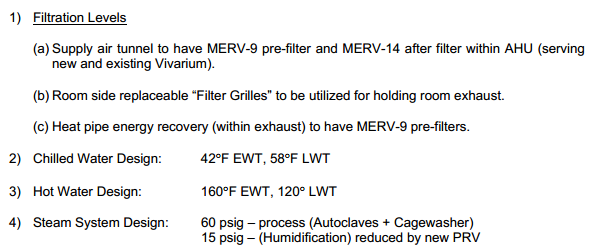 1) Filtration Levels
(a) Supply air tunnel to have MERV-9 pre-filter and MERV-14 after filter within AHU (serving
new and existing Vivarium).
(b) Room side replaceable “Filter Grilles” to be utilized for holding room exhaust.
(c) Heat pipe energy recovery (within exhaust) to have MERV-9 pre-filters.
2) Chilled Water Design: 42°F EWT, 58°F LWT
3) Hot Water Design: 160°F EWT, 120° LWT
4) Steam System Design: 60 psig – process (Autoclaves + Cagewasher)
15 psig – (Humidification) reduced by new PRV